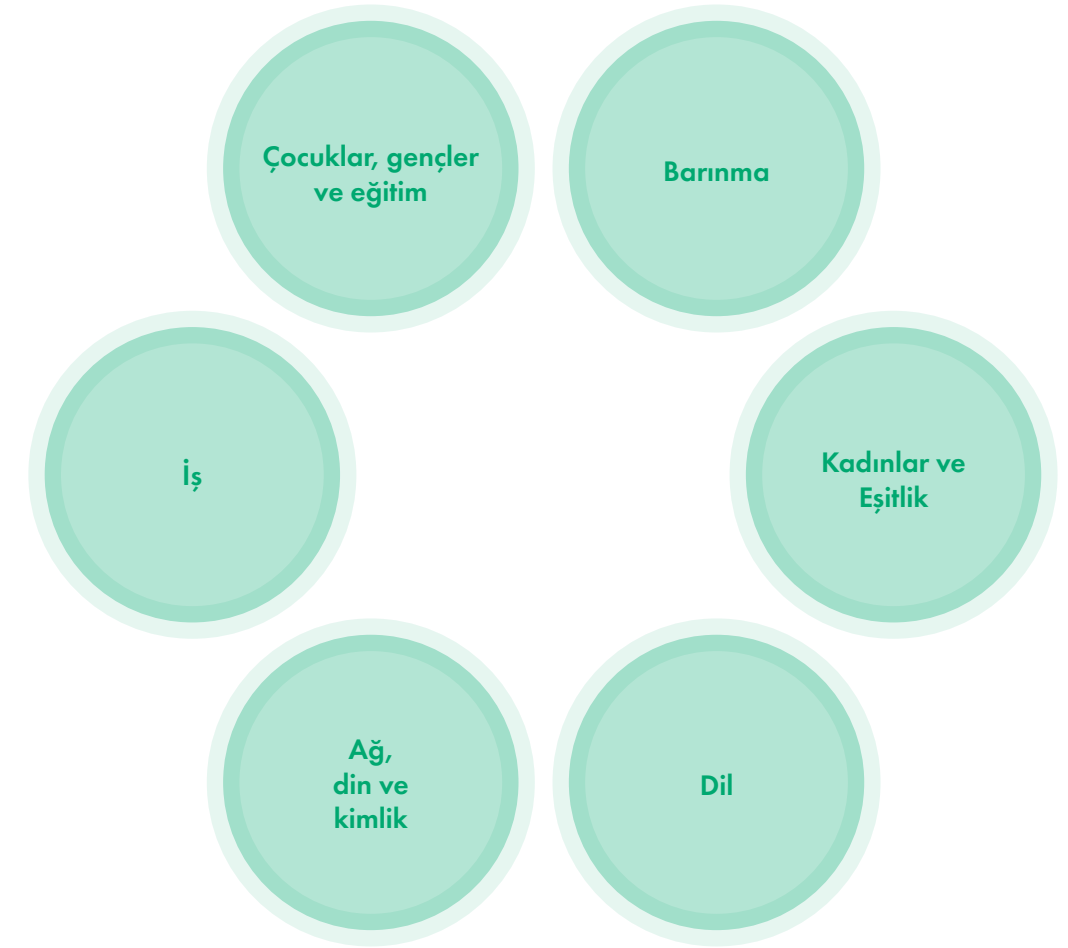 Çocuklar, gençler
ve eğitim
Barınma
İş
Kadınlar ve
Eşitlik
Ağ,
din ve
kimlik
Dil